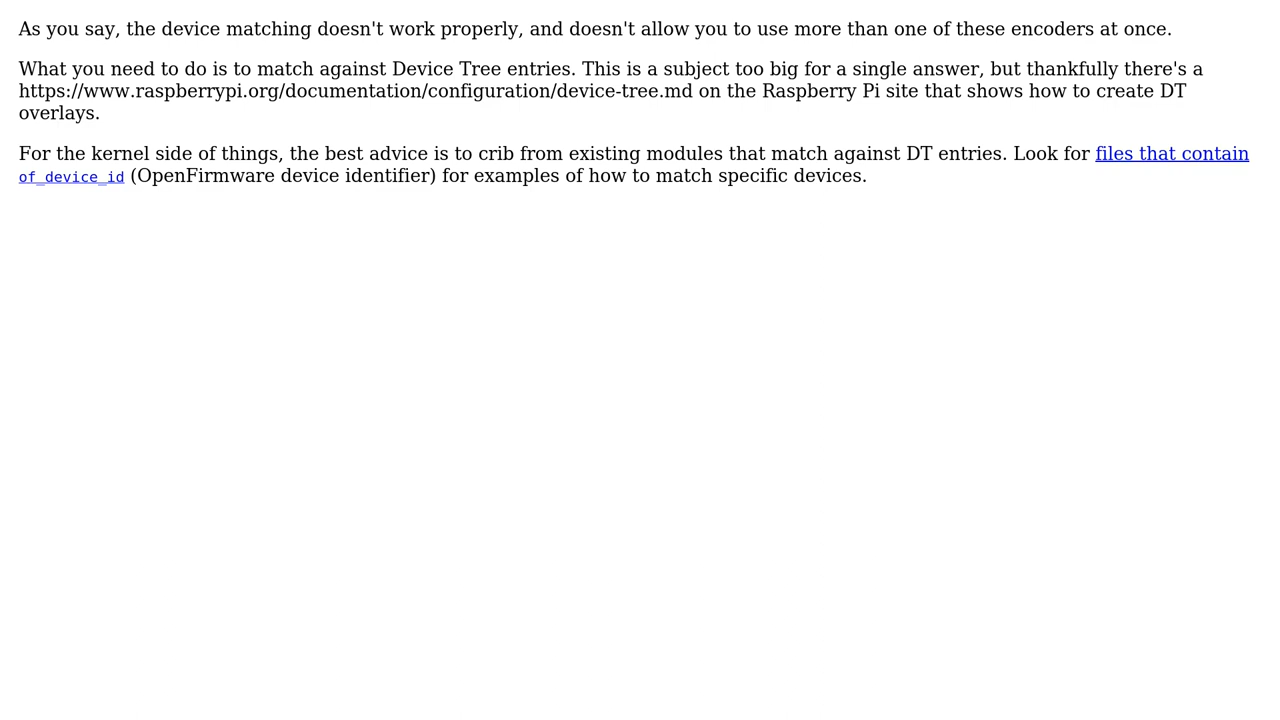 As you say, the device matching doesn't work properly, and doesn't allow you to use more than one of these encoders at once.
What you need to do is to match against Device Tree entries. This is a subject too big for a single answer, but thankfully there's a
https://www.raspberrypi.org/documentation/configuration/device-tree.md on the Raspberry Pi site that shows how to create DT
overlays.
For the kernel side of things, the best advice is to crib from existing modules that match against DT entries. Look for files that contain
of_device_id (OpenFirmware device identifier) for examples of how to match specific devices.